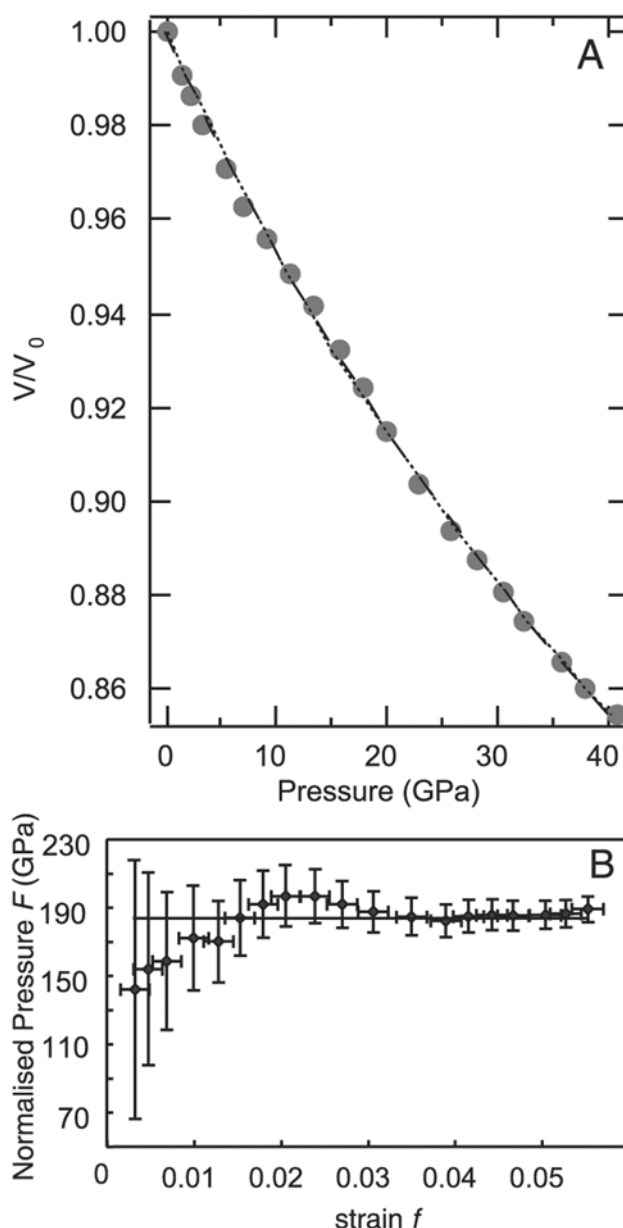 A
1.00
0.98
0.96
0.94
0.92
0.90
0.88
0.86
V/V0
0 10 20 30 40
Pressure (GPa)
B
230
190
150
110
70
Normalised Pressure F (GPa)
0 0.01 0.02 0.03 0.04 0.05
strain f